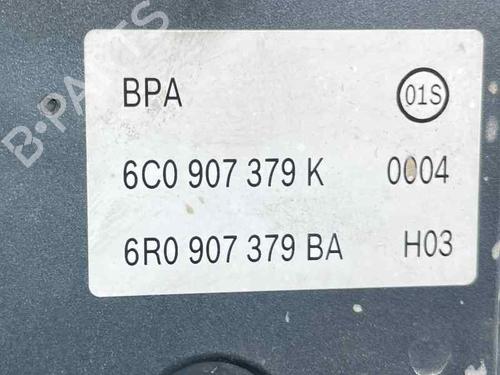 B-PARTS
BPA 01S
6C0 907 379 K 0004
6R0 907 379 BA H03